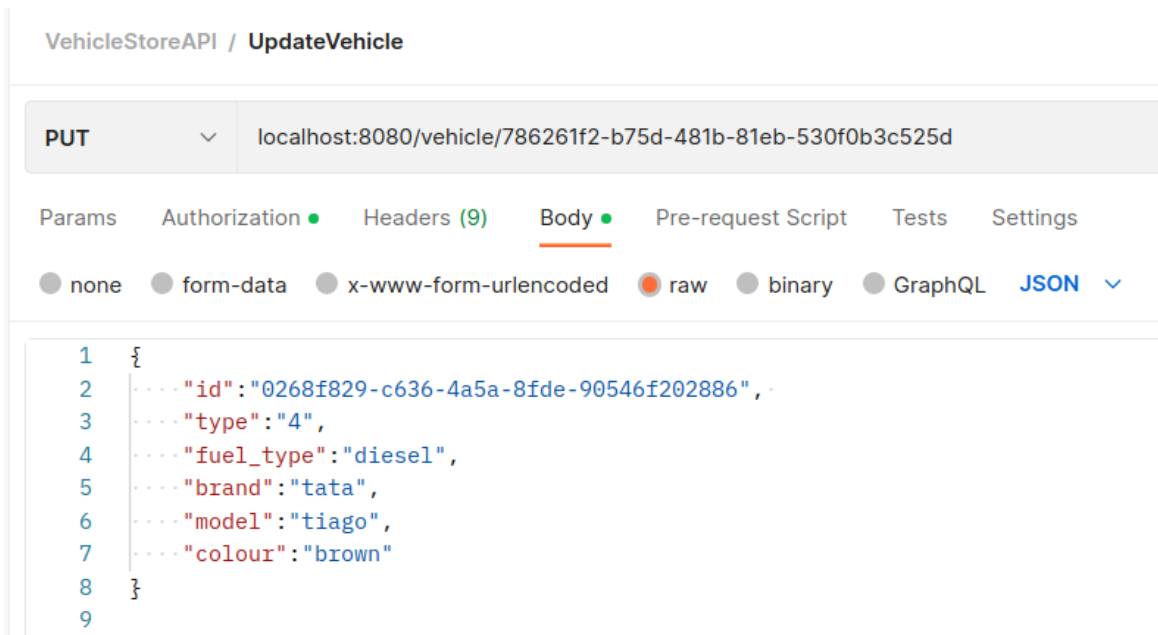 VehicleStoreAPI / UpdateVehicle
PUT localhost:8080/vehicle/786261f2-b75d-481b-81eb-530f0b3c525d
Params Authorization Headers (9) Body Pre-request Script Tests Settings
none form-data x-www-form-urlencoded raw binary GraphQL JSON
1 {
2 "id":"0268f829-c636-4a5a-8fde-90546f202886",
3 "type":"4",
4 "fuel_type":"diesel",
5 "brand":"tata",
6 "model":"tiago",
7 "colour":"brown"
8 }
9